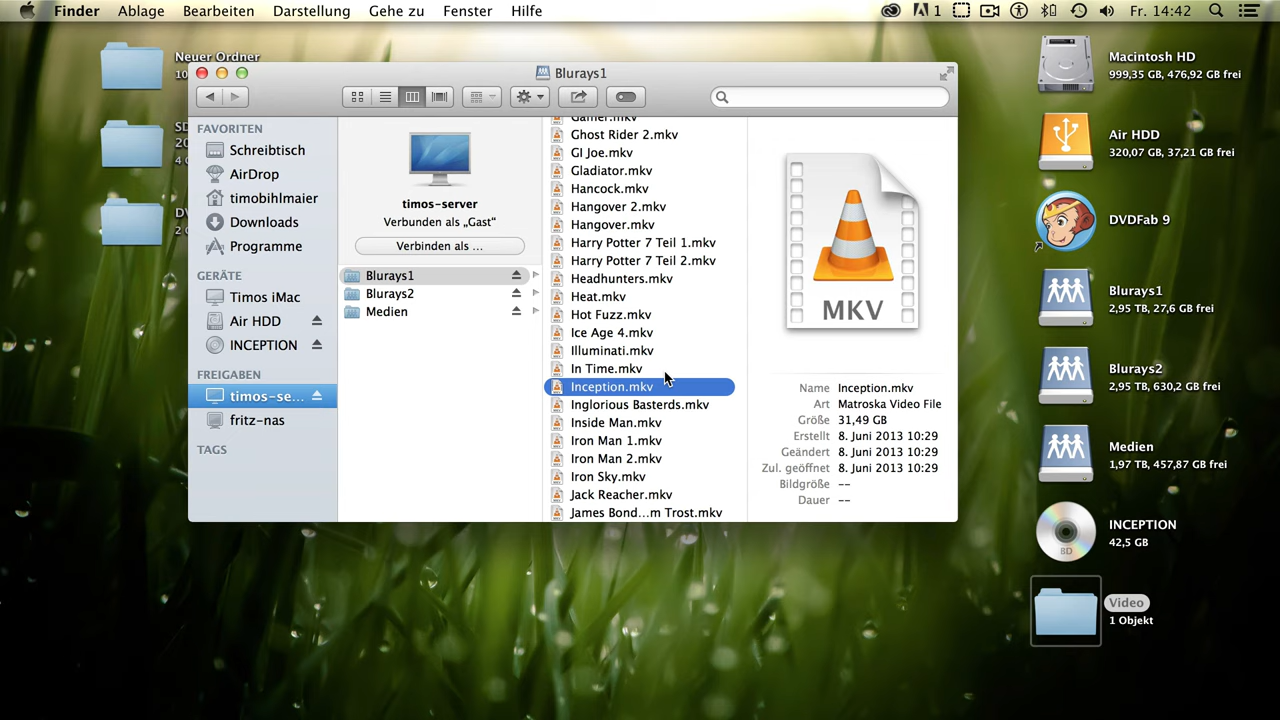 Finder Ablage Bearbeiten Darstellung Gehe zu Fenster Hilfe
1 Fr. 14:42
Neuer Ordner
10
SD
20
4
DV
2
Blurays1
FAVORITEN
Schreibtisch
AirDrop
timobihlmaier
Downloads
Programme
GERÄTE
Timos iMac
Air HDD
INCEPTION
FREIGABEN
timos-se...
fritz-nas
TAGS
timos-server
Verbunden als „Gast“
Verbinden als ...
Blurays1
Blurays2
Medien
Gamer.mkv
Ghost Rider 2.mkv
GI Joe.mkv
Gladiator.mkv
Hancock.mkv
Hangover 2.mkv
Hangover.mkv
Harry Potter 7 Teil 1.mkv
Harry Potter 7 Teil 2.mkv
Headhunters.mkv
Heat.mkv
Hot Fuzz.mkv
Ice Age 4.mkv
Illuminati.mkv
In Time.mkv
Inception.mkv
Inglorious Basterds.mkv
Inside Man.mkv
Iron Man 1.mkv
Iron Man 2.mkv
Iron Sky.mkv
Jack Reacher.mkv
James Bond...m Trost.mkv
MKV
Name Inception.mkv
Art Matroska Video File
Größe 31,49 GB
Erstellt 8. Juni 2013 10:29
Geändert 8. Juni 2013 10:29
Zul. geöffnet 8. Juni 2013 10:29
Bildgröße --
Dauer --
Macintosh HD
999,35 GB, 476,92 GB frei
Air HDD
320,07 GB, 37,21 GB frei
DVDFab 9
Blurays1
2,95 TB, 27,6 GB frei
Blurays2
2,95 TB, 630,2 GB frei
Medien
1,97 TB, 457,87 GB frei
BD
INCEPTION
42,5 GB
Video
1 Objekt